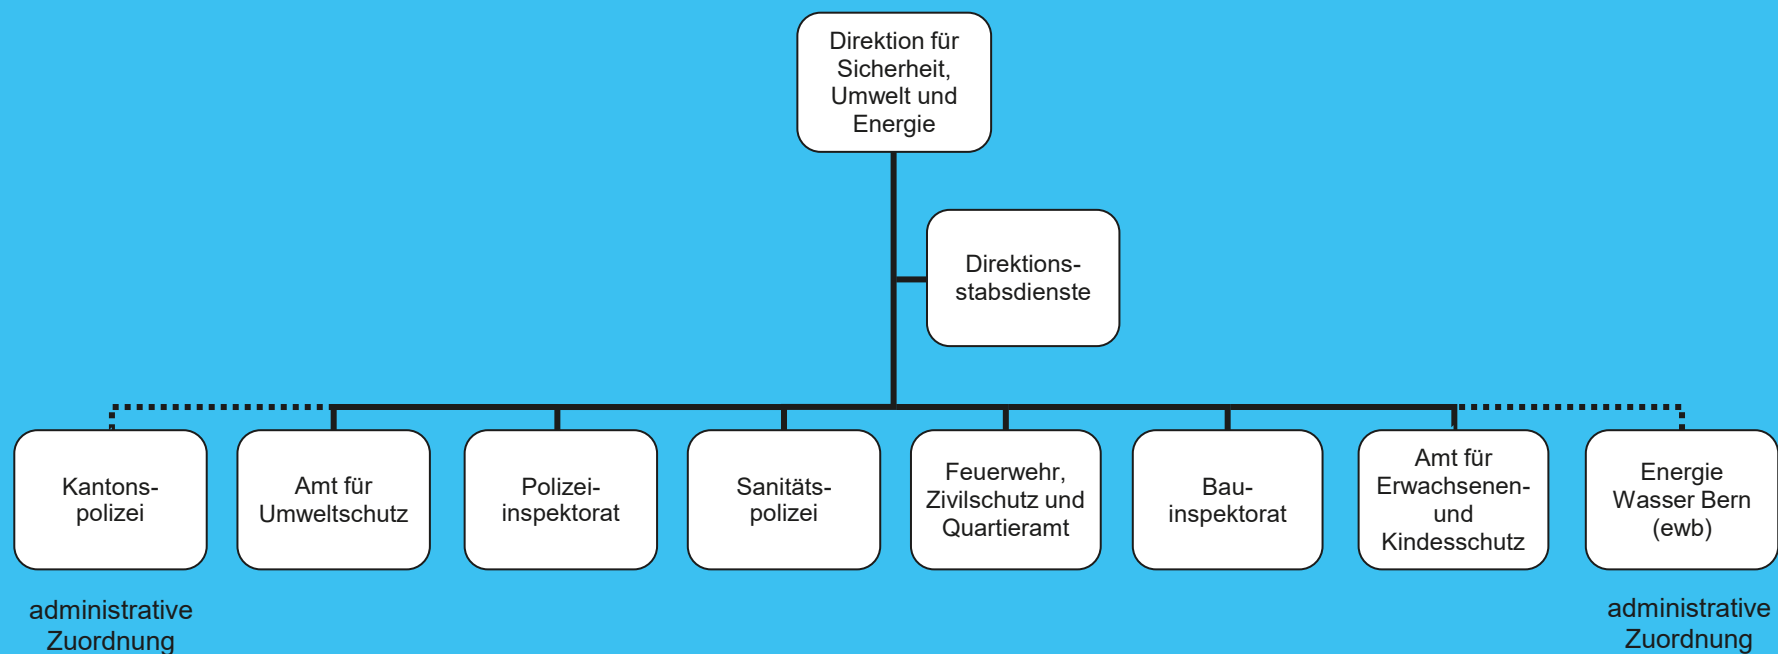 Direktion für
Sicherheit,
Umwelt und
Energie
Direktions-
stabsdienste
Kantons-
polizei
Amt für
Umweltschutz
Polizei-
inspektorat
Sanitäts-
polizei
Feuerwehr,
Zivilschutz und
Quartieramt
Bau-
inspektorat
Amt für
Erwachsenen-
und
Kindesschutz
Energie
Wasser Bern
(ewb)
administrative
Zuordnung
administrative
Zuordnung